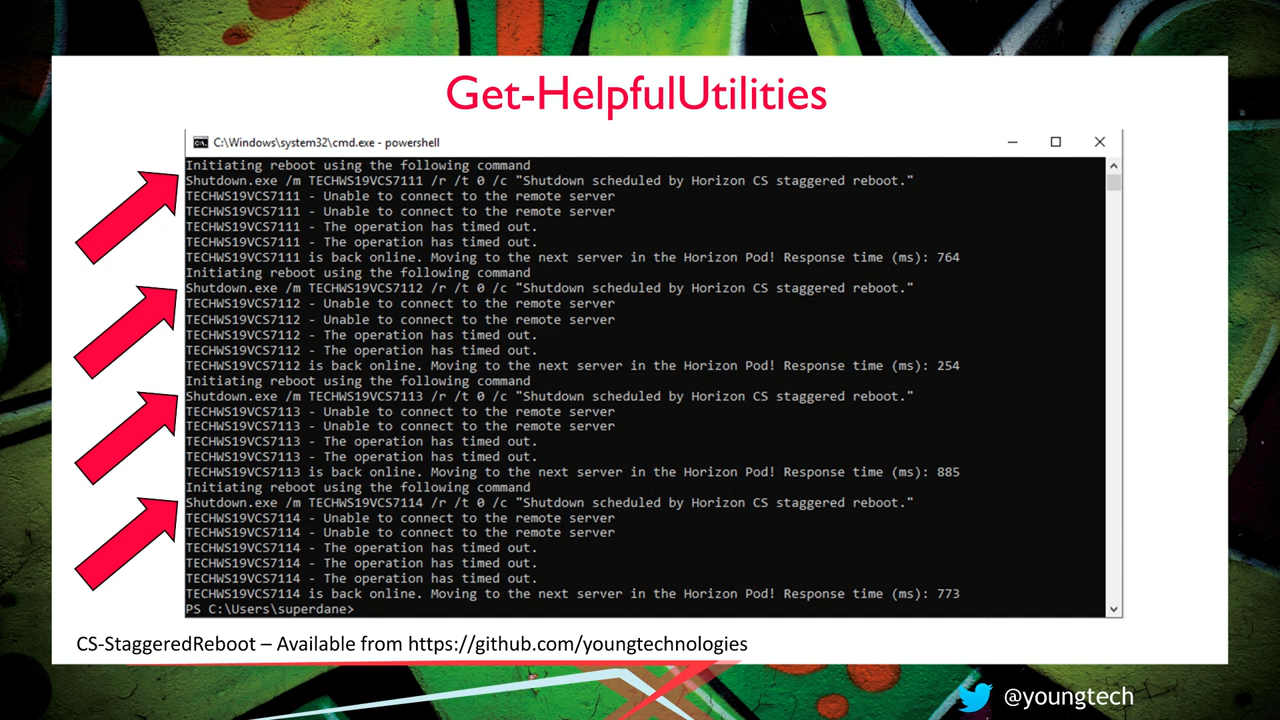 Get-HelpfulUtilities
C:\Windows\system32\cmd.exe - powershell
Initiating reboot using the following command
Shutdown.exe /m TECHWS19VCS7111 /r /t 0 /c "Shutdown scheduled by Horizon CS staggered reboot."
TECHWS19VCS7111 - Unable to connect to the remote server
TECHWS19VCS7111 - Unable to connect to the remote server
TECHWS19VCS7111 - The operation has timed out.
TECHWS19VCS7111 - The operation has timed out.
TECHWS19VCS7111 is back online. Moving to the next server in the Horizon Pod! Response time (ms): 764
Initiating reboot using the following command
Shutdown.exe /m TECHWS19VCS7112 /r /t 0 /c "Shutdown scheduled by Horizon CS staggered reboot."
TECHWS19VCS7112 - Unable to connect to the remote server
TECHWS19VCS7112 - Unable to connect to the remote server
TECHWS19VCS7112 - The operation has timed out.
TECHWS19VCS7112 - The operation has timed out.
TECHWS19VCS7112 is back online. Moving to the next server in the Horizon Pod! Response time (ms): 254
Initiating reboot using the following command
Shutdown.exe /m TECHWS19VCS7113 /r /t 0 /c "Shutdown scheduled by Horizon CS staggered reboot."
TECHWS19VCS7113 - Unable to connect to the remote server
TECHWS19VCS7113 - Unable to connect to the remote server
TECHWS19VCS7113 - The operation has timed out.
TECHWS19VCS7113 - The operation has timed out.
TECHWS19VCS7113 is back online. Moving to the next server in the Horizon Pod! Response time (ms): 885
Initiating reboot using the following command
Shutdown.exe /m TECHWS19VCS7114 /r /t 0 /c "Shutdown scheduled by Horizon CS staggered reboot."
TECHWS19VCS7114 - Unable to connect to the remote server
TECHWS19VCS7114 - Unable to connect to the remote server
TECHWS19VCS7114 - The operation has timed out.
TECHWS19VCS7114 - The operation has timed out.
TECHWS19VCS7114 - The operation has timed out.
TECHWS19VCS7114 is back online. Moving to the next server in the Horizon Pod! Response time (ms): 773
PS C:\Users\superdane>
CS-StaggeredReboot – Available from https://github.com/youngtechnologies
@youngtech